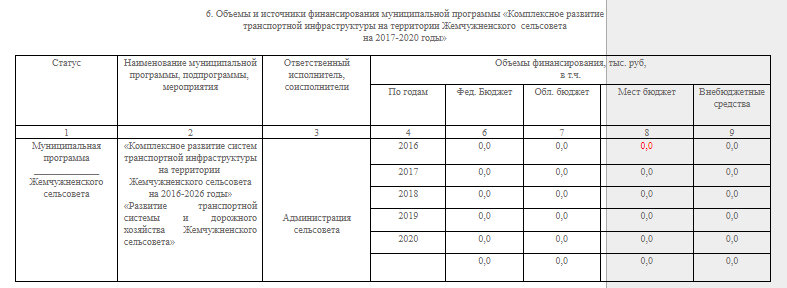 6. Объемы и источники финансирования муниципальной программы «Комплексное развитие
транспортной инфраструктуры на территории Жемчужненского сельсовета
на 2017-2020 годы»
Статус Наименование муниципальной программы, подпрограммы, мероприятия Ответственный исполнитель, соисполнители Объемы финансирования, тыс. руб, в т.ч.
По годам Фед. Бюджет Обл. бюджет Мест бюджет Внебюджетные средства
1 2 3 4 6 7 8 9
Муниципальная
программа
_____________
Жемчужненского
сельсовета
«Комплексное развитие систем
транспортной инфраструктуры
на территории
Жемчужненского сельсовета
на 2016-2026 годы»
«Развитие транспортной
системы и дорожного
хозяйства Жемчужненского
сельсовета»
Администрация
сельсовета
2016 0,0 0,0 0,0 0,0
2017 0,0 0,0 0,0 0,0
2018 0,0 0,0 0,0 0,0
2019 0,0 0,0 0,0 0,0
2020 0,0 0,0 0,0 0,0
0,0 0,0 0,0 0,0